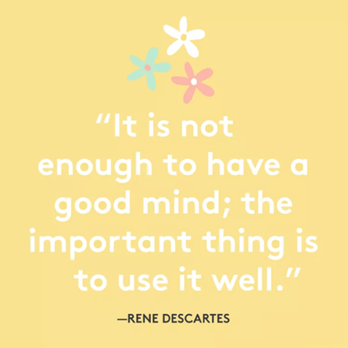 “It is not
enough to have a
good mind; the
important thing is
to use it well.”
—RENE DESCARTES